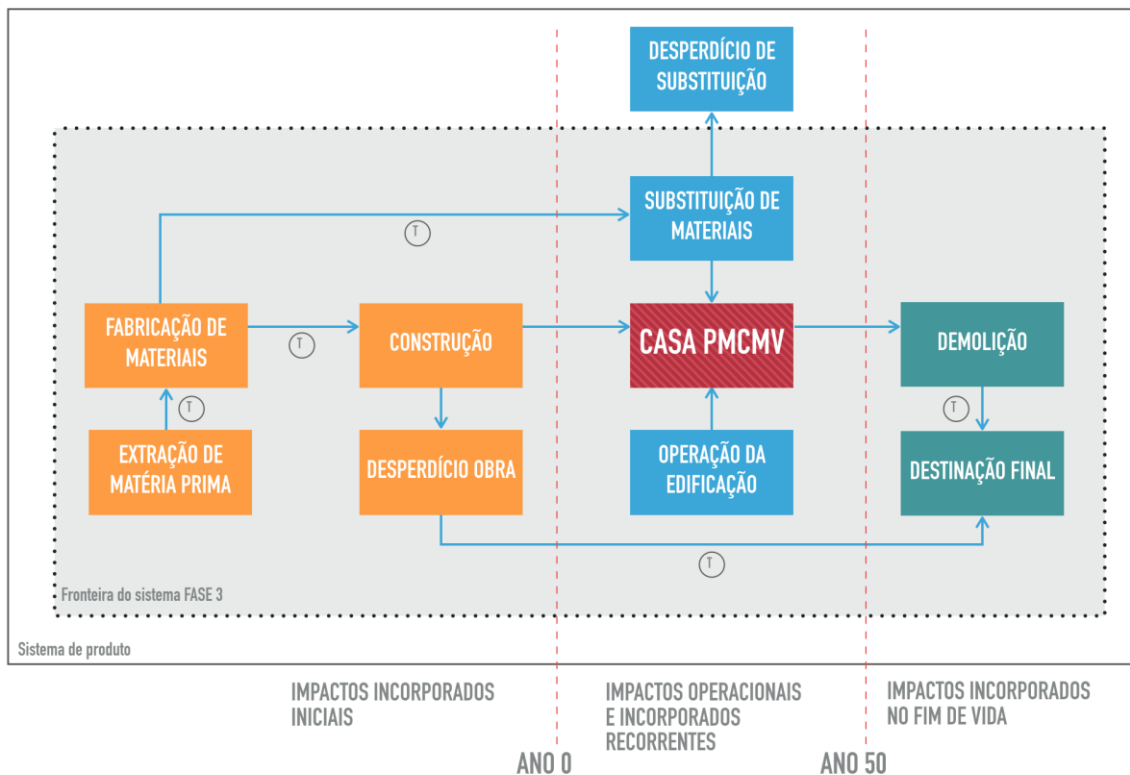 DESPERDÍCIO DE
SUBSTITUIÇÃO
SUBSTITUIÇÃO DE
MATERIAIS
T
FABRICAÇÃO DE
MATERIAIS
T
CONSTRUÇÃO
CASA PMCMV
DEMOLIÇÃO
T
T
EXTRAÇÃO DE
MATÉRIA PRIMA
DESPERDÍCIO OBRA
OPERAÇÃO DA
EDIFICAÇÃO
DESTINAÇÃO FINAL
T
Fronteira do sistema FASE 3
Sistema de produto
IMPACTOS INCORPORADOS
INICIAIS
IMPACTOS OPERACIONAIS
E INCORPORADOS
RECORRENTES
IMPACTOS INCORPORADOS
NO FIM DE VIDA
ANO 0
ANO 50